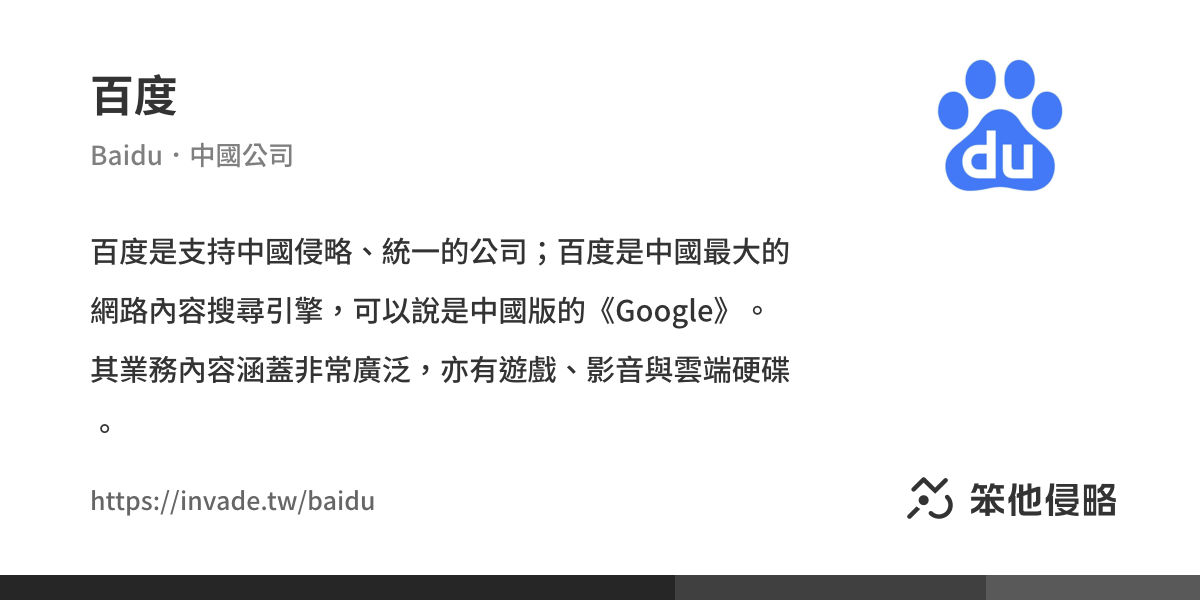 百度
Baidu・中國公司
du
百度是支持中國侵略、統一的公司；百度是中國最大的
網路內容搜尋引擎，可以說是中國版的《Google》。
其業務內容涵蓋非常廣泛，亦有遊戲、影音與雲端硬碟
。
https://invade.tw/baidu
笨他侵略